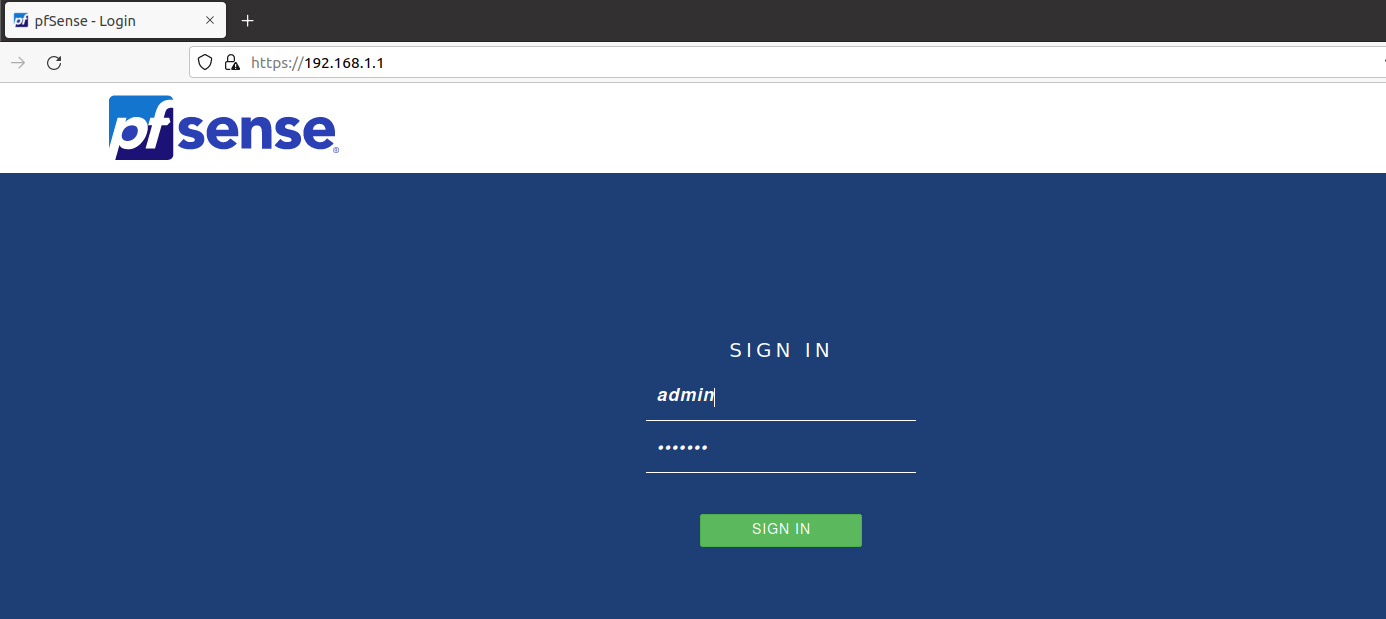 pfSense - Login
https://192.168.1.1
pfsense®
SIGN IN
admin
•••••••
SIGN IN